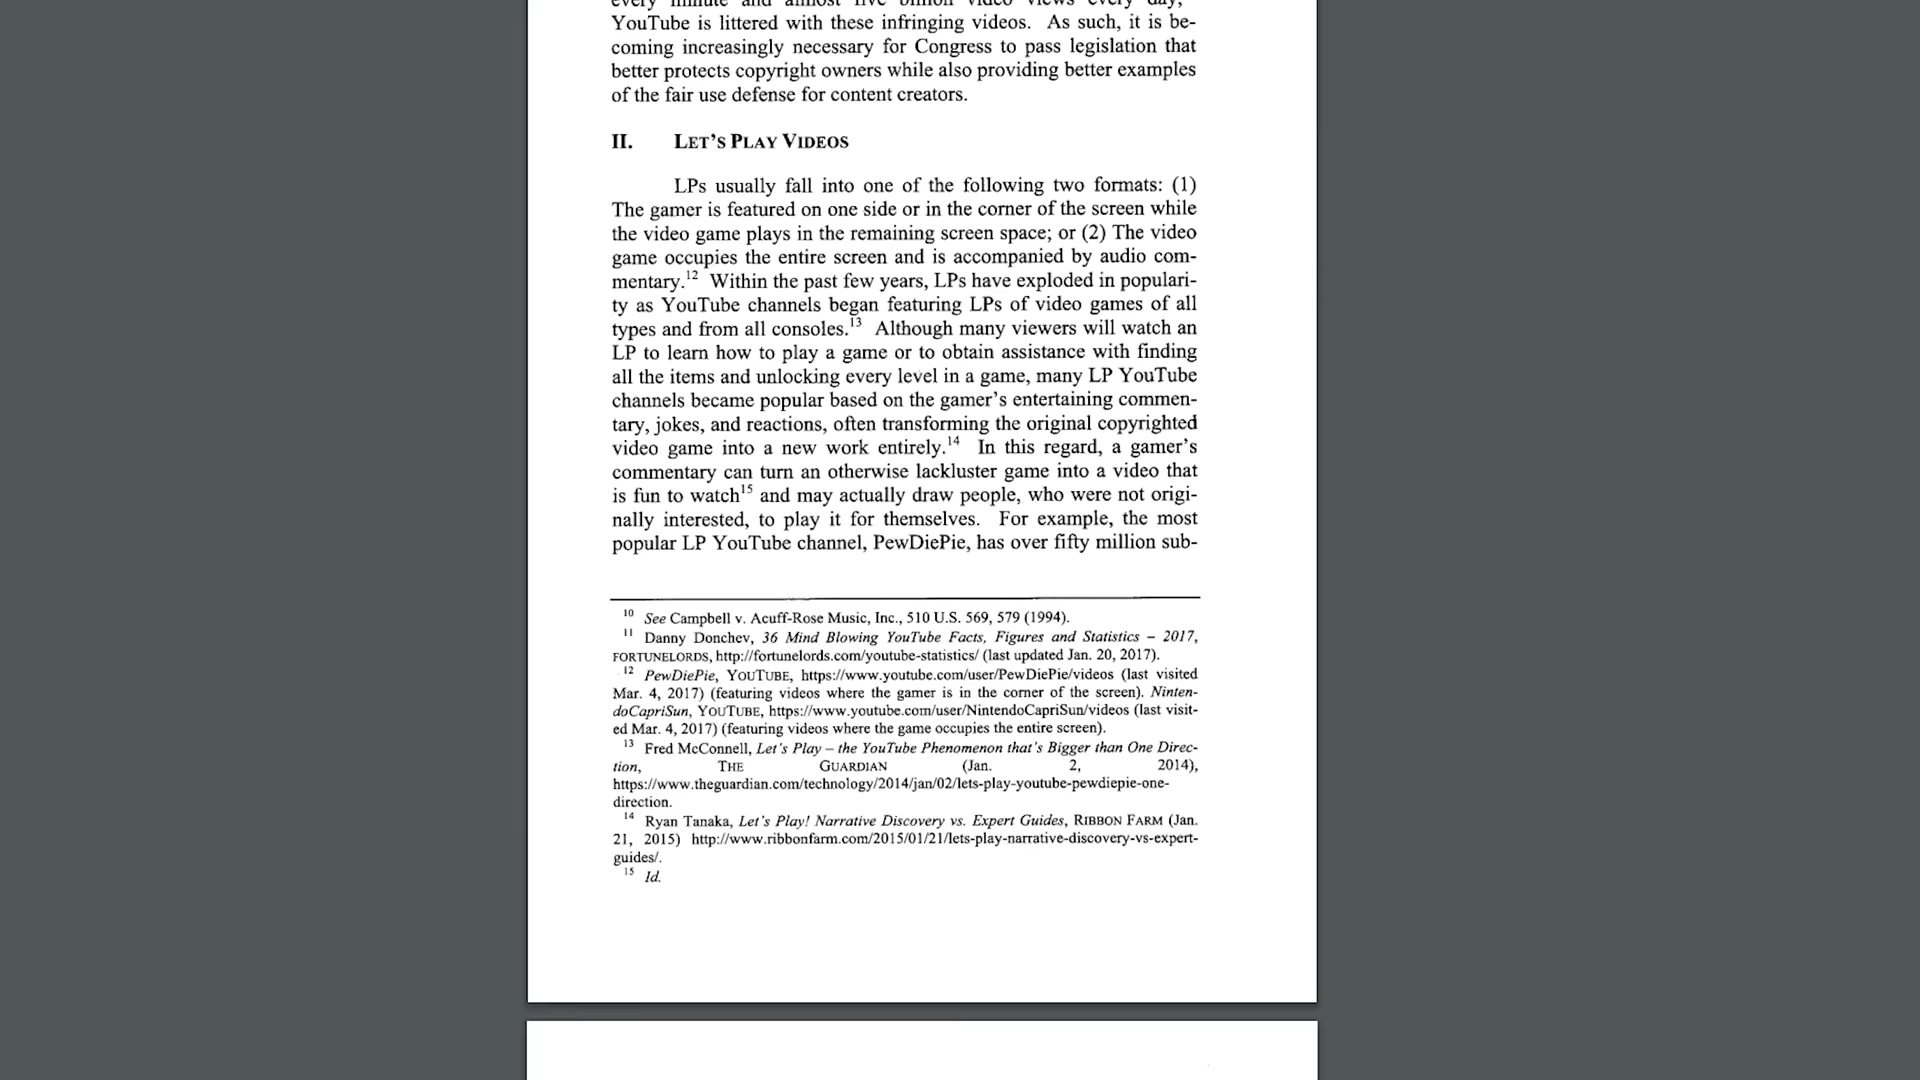 every minute and almost five billion video views every day,
YouTube is littered with these infringing videos. As such, it is be-
coming increasingly necessary for Congress to pass legislation that
better protects copyright owners while also providing better examples
of the fair use defense for content creators.
II. LET'S PLAY VIDEOS
LPs usually fall into one of the following two formats: (1)
The gamer is featured on one side or in the corner of the screen while
the video game plays in the remaining screen space; or (2) The video
game occupies the entire screen and is accompanied by audio com-
mentary.12 Within the past few years, LPs have exploded in populari-
ty as YouTube channels began featuring LPs of video games of all
types and from all consoles.13 Although many viewers will watch an
LP to learn how to play a game or to obtain assistance with finding
all the items and unlocking every level in a game, many LP YouTube
channels became popular based on the gamer's entertaining commen-
tary, jokes, and reactions, often transforming the original copyrighted
video game into a new work entirely.14 In this regard, a gamer's
commentary can turn an otherwise lackluster game into a video that
is fun to watch15 and may actually draw people, who were not origi-
nally interested, to play it for themselves. For example, the most
popular LP YouTube channel, PewDiePie, has over fifty million sub-
10 See Campbell v. Acuff-Rose Music, Inc., 510 U.S. 569, 579 (1994).
11 Danny Donchev, 36 Mind Blowing YouTube Facts, Figures and Statistics – 2017,
FORTUNELORDS, http://fortunelords.com/youtube-statistics/ (last updated Jan. 20, 2017).
12 PewDiePie, YOUTUBE, https://www.youtube.com/user/PewDiePie/videos (last visited
Mar. 4, 2017) (featuring videos where the gamer is in the corner of the screen). Ninten-
doCapriSun, YOUTUBE, https://www.youtube.com/user/NintendoCapriSun/videos (last visit-
ed Mar. 4, 2017) (featuring videos where the game occupies the entire screen).
13 Fred McConnell, Let's Play – the YouTube Phenomenon that's Bigger than One Direc-
tion, THE GUARDIAN (Jan. 2, 2014),
https://www.theguardian.com/technology/2014/jan/02/lets-play-youtube-pewdiepie-one-
direction.
14 Ryan Tanaka, Let's Play! Narrative Discovery vs. Expert Guides, RIBBON FARM (Jan.
21, 2015) http://www.ribbonfarm.com/2015/01/21/lets-play-narrative-discovery-vs-expert-
guides/.
15 Id.